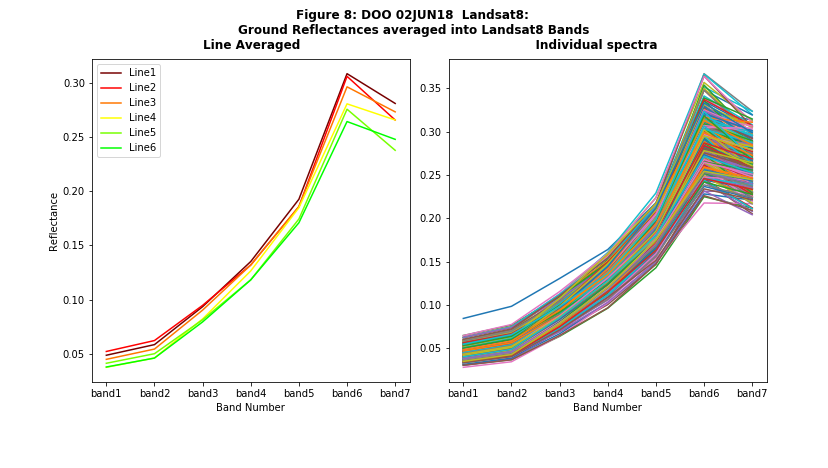 Figure 8: DOO 02JUN18  Landsat8:
Ground Reflectances averaged into Landsat8 Bands
Line Averaged
Individual spectra
Reflectance
0.30
0.25
0.20
0.15
0.10
0.05
Line1
Line2
Line3
Line4
Line5
Line6
band1 band2 band3 band4 band5 band6 band7
Band Number
0.35
0.30
0.25
0.20
0.15
0.10
0.05
band1 band2 band3 band4 band5 band6 band7
Band Number